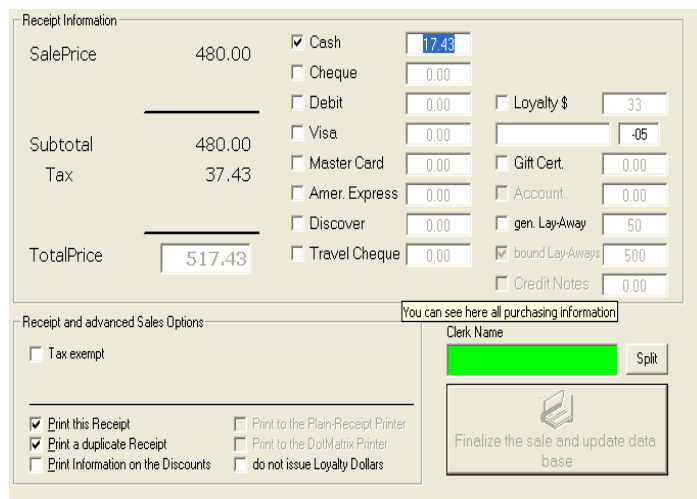 Receipt Information
SalePrice 480.00
Subtotal 480.00
Tax 37.43
TotalPrice 517.43
Cash 17.43
Cheque 0.00
Debit 0.00
Visa 0.00
Master Card 0.00
Amer. Express 0.00
Discover 0.00
Travel Cheque 0.00
Loyalty $ 33
-05
Gift Cert. 0.00
Account 0.00
gen. Lay-Away 50
bound Lay-Aways 500
Credit Notes 0.00
You can see here all purchasing information
Receipt and advanced Sales Options
Tax exempt
Print this Receipt
Print a duplicate Receipt
Print Information on the Discounts
Print to the Plain-Receipt Printer
Print to the DotMatrix Printer
do not issue Loyalty Dollars
Clerk Name
Split
Finalize the sale and update data
base